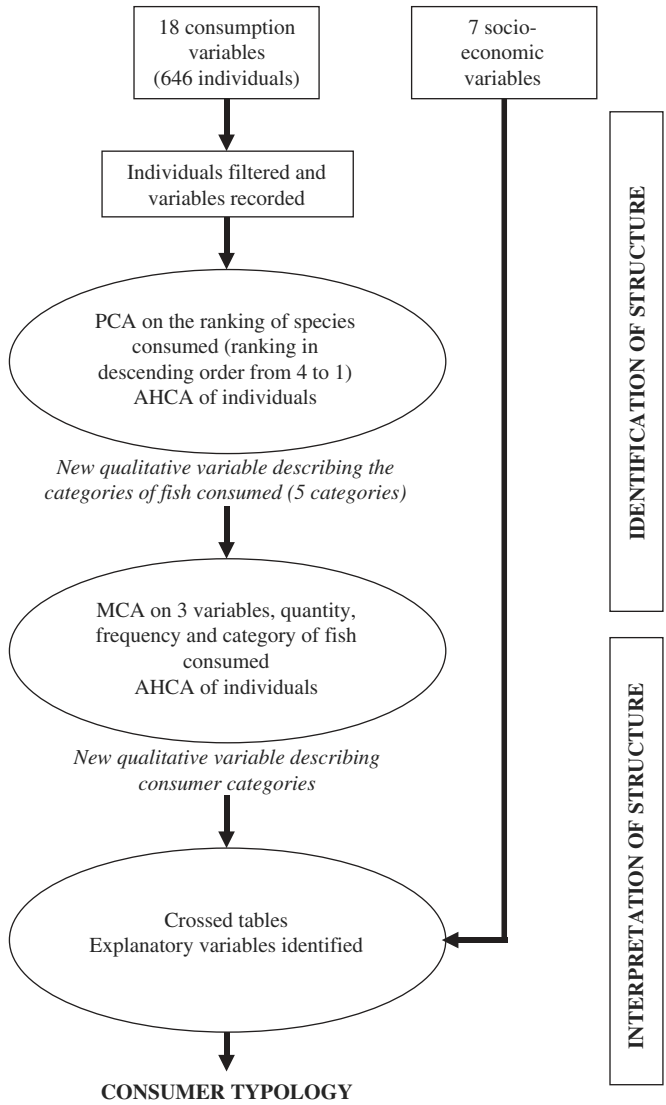 18 consumption
variables
(646 individuals)
7 socio-
economic
variables
Individuals filtered and
variables recorded
PCA on the ranking of species
consumed (ranking in
descending order from 4 to 1)
AHCA of individuals
New qualitative variable describing the
categories of fish consumed (5 categories)
MCA on 3 variables, quantity,
frequency and category of fish
consumed
AHCA of individuals
New qualitative variable describing
consumer categories
Crossed tables
Explanatory variables identified
CONSUMER TYPOLOGY
IDENTIFICATION OF STRUCTURE
INTERPRETATION OF STRUCTURE